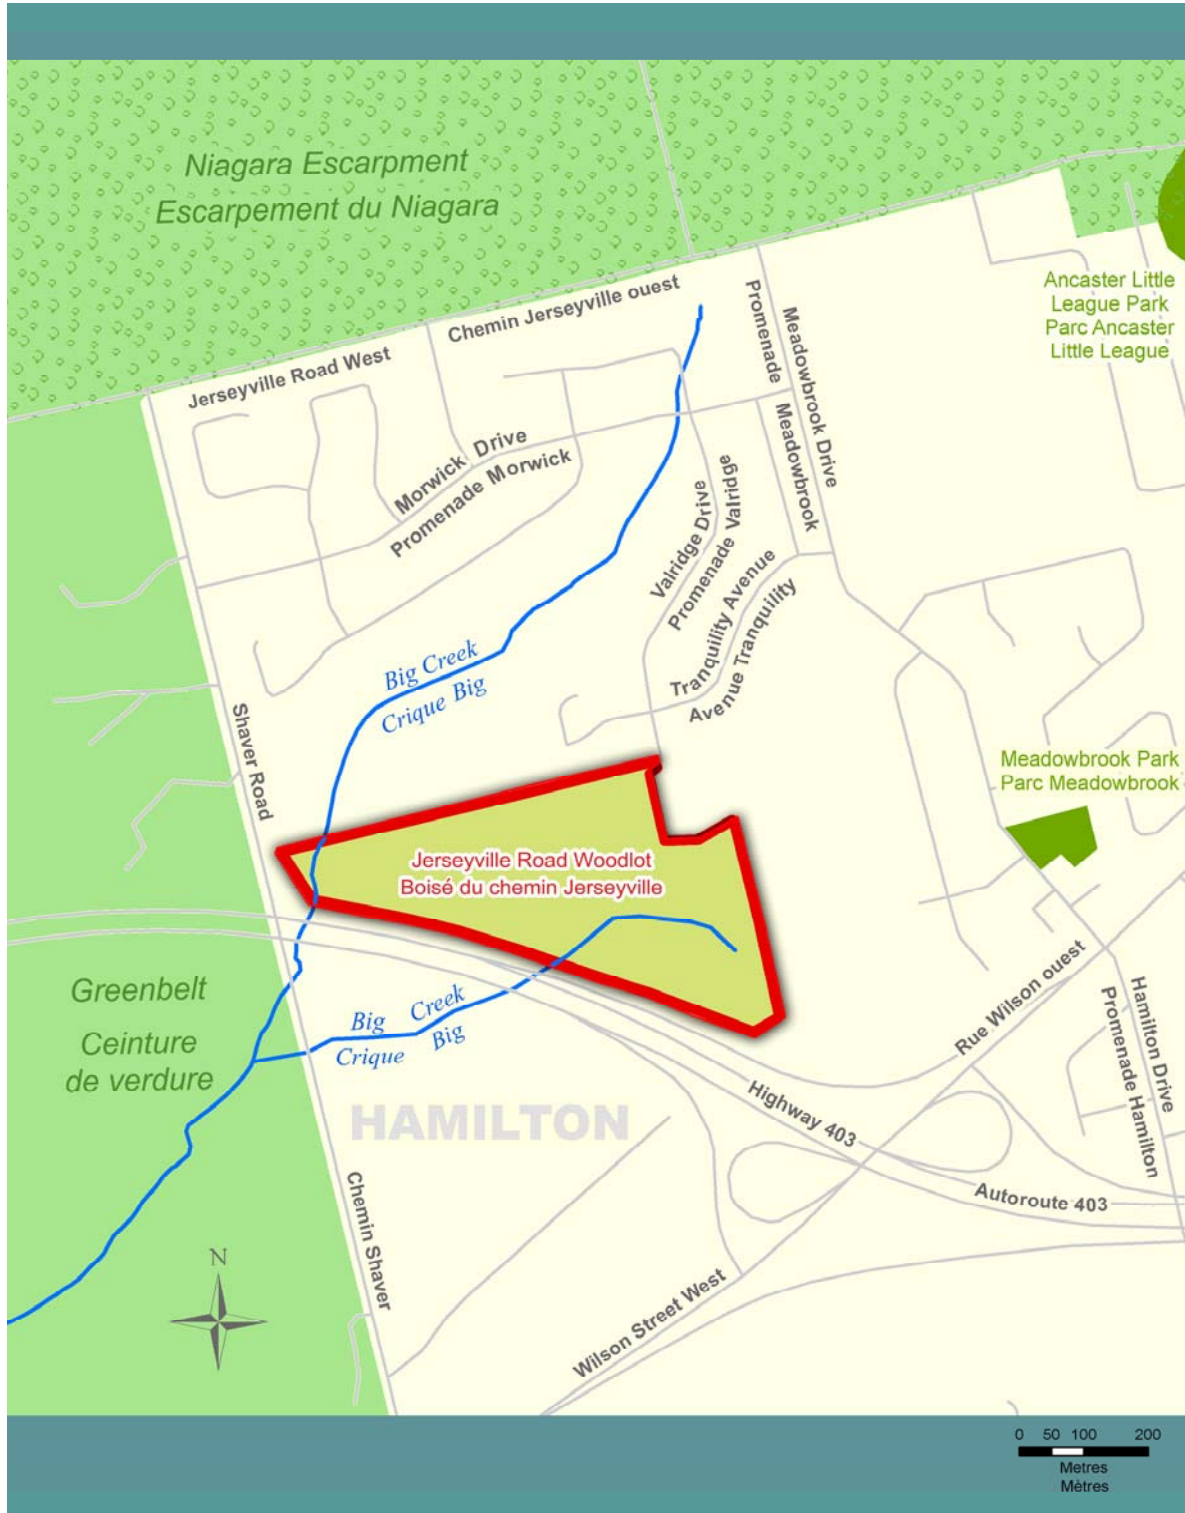 Niagara Escarpment
Escarpement du Niagara
Ancaster Little
League Park
Parc Ancaster
Little League
Chemin Jerseyville ouest
Jerseyville Road West
Promenade
Meadowbrook
Meadowbrook Drive
Morwick Drive
Promenade Morwick
Valridge Drive
Promenade Valridge
Tranquility Avenue
Avenue Tranquility
Big Creek
Crique Big
Shaver Road
Meadowbrook Park
Parc Meadowbrook
Jerseyville Road Woodlot
Boisé du chemin Jerseyville
Greenbelt
Ceinture
de verdure
Big Creek
Crique Big
Rue Wilson ouest
Hamilton Drive
Promenade Hamilton
HAMILTON
Highway 403
Autoroute 403
Chemin Shaver
N
Wilson Street West
0 50 100 200
Metres
Mètres